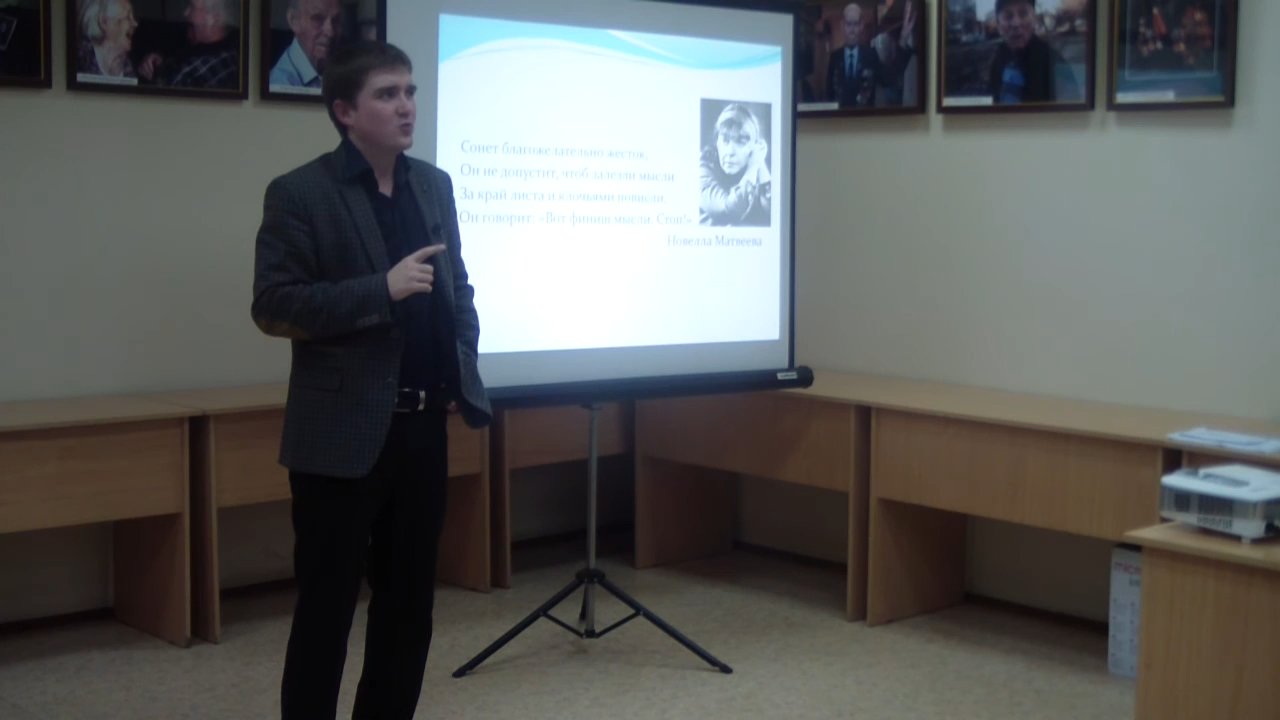 Сонет благожелательно жесток,
Он не допустит, чтоб залезли мысли
За край листа и клочьями повисли.
Он говорит: «Вот финиш мысли. Стоп!»
Новелла Матвеева